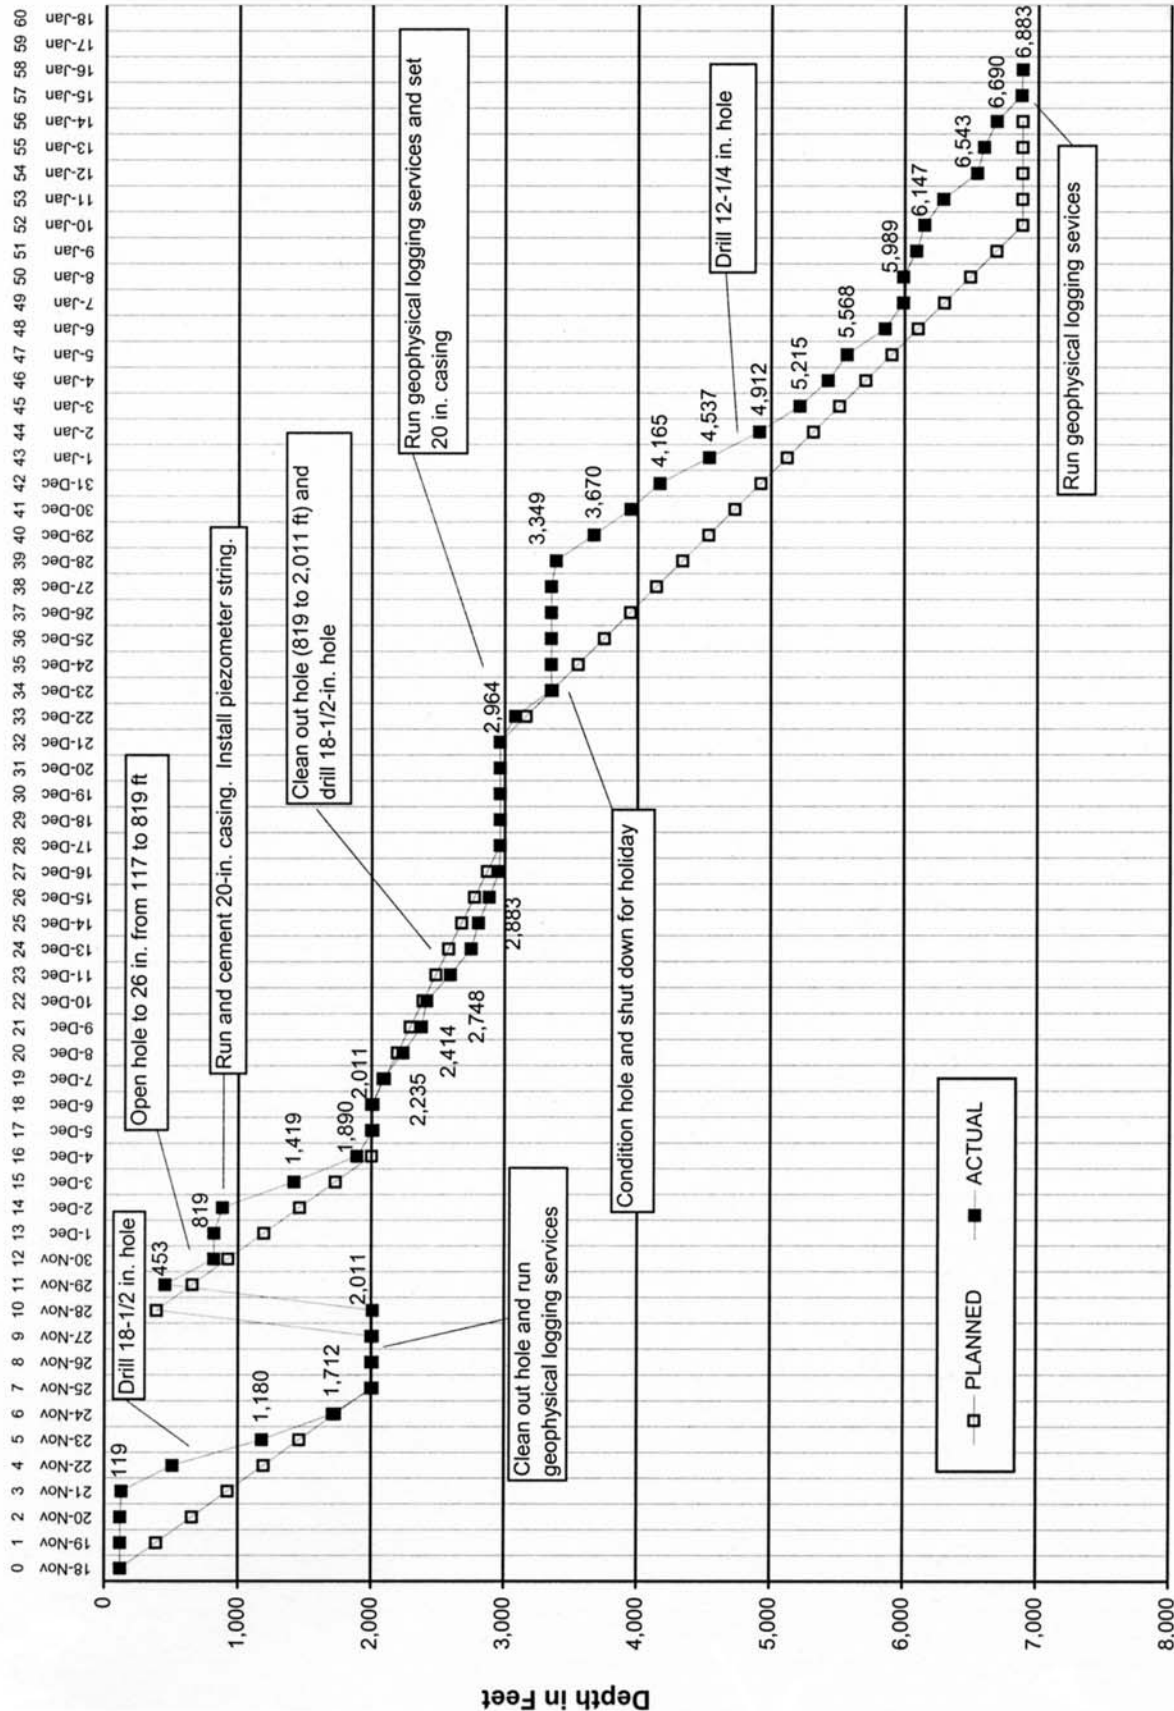 0 1 2 3 4 5 6 7 8 9 10 11 12 13 14 15 16 17 18 19 20 21 22 23 24 25 26 27 28 29 30 31 32 33 34 35 36 37 38 39 40 41 42 43 44 45 46 47 48 49 50 51 52 53 54 55 56 57 58 59 60
18-Nov
19-Nov
20-Nov
21-Nov
22-Nov
23-Nov
24-Nov
25-Nov
26-Nov
27-Nov
28-Nov
29-Nov
30-Nov
1-Dec
2-Dec
3-Dec
4-Dec
5-Dec
6-Dec
7-Dec
8-Dec
9-Dec
10-Dec
11-Dec
13-Dec
14-Dec
15-Dec
16-Dec
17-Dec
18-Dec
19-Dec
20-Dec
21-Dec
22-Dec
23-Dec
24-Dec
25-Dec
26-Dec
27-Dec
28-Dec
29-Dec
30-Dec
31-Dec
1-Jan
2-Jan
3-Jan
4-Jan
5-Jan
6-Jan
7-Jan
8-Jan
9-Jan
10-Jan
11-Jan
12-Jan
13-Jan
14-Jan
15-Jan
16-Jan
17-Jan
18-Jan
Depth in Feet
0
1,000
2,000
3,000
4,000
5,000
6,000
7,000
8,000
Drill 18-1/2 in. hole
Open hole to 26 in. from 117 to 819 ft
Run and cement 20-in. casing. Install piezometer string.
Clean out hole (819 to 2,011 ft) and
drill 18-1/2-in. hole
Run geophysical logging services and set
20 in. casing
Drill 12-1/4 in. hole
Clean out hole and run
geophysical logging services
Condition hole and shut down for holiday
Run geophysical logging sevices
119
1,180
1,712
2,011
453
819
1,419
1,890
2,011
2,235
2,414
2,748
2,883
2,964
3,349
3,670
4,165
4,537
4,912
5,215
5,568
5,989
6,147
6,543
6,690
6,883
PLANNED
ACTUAL